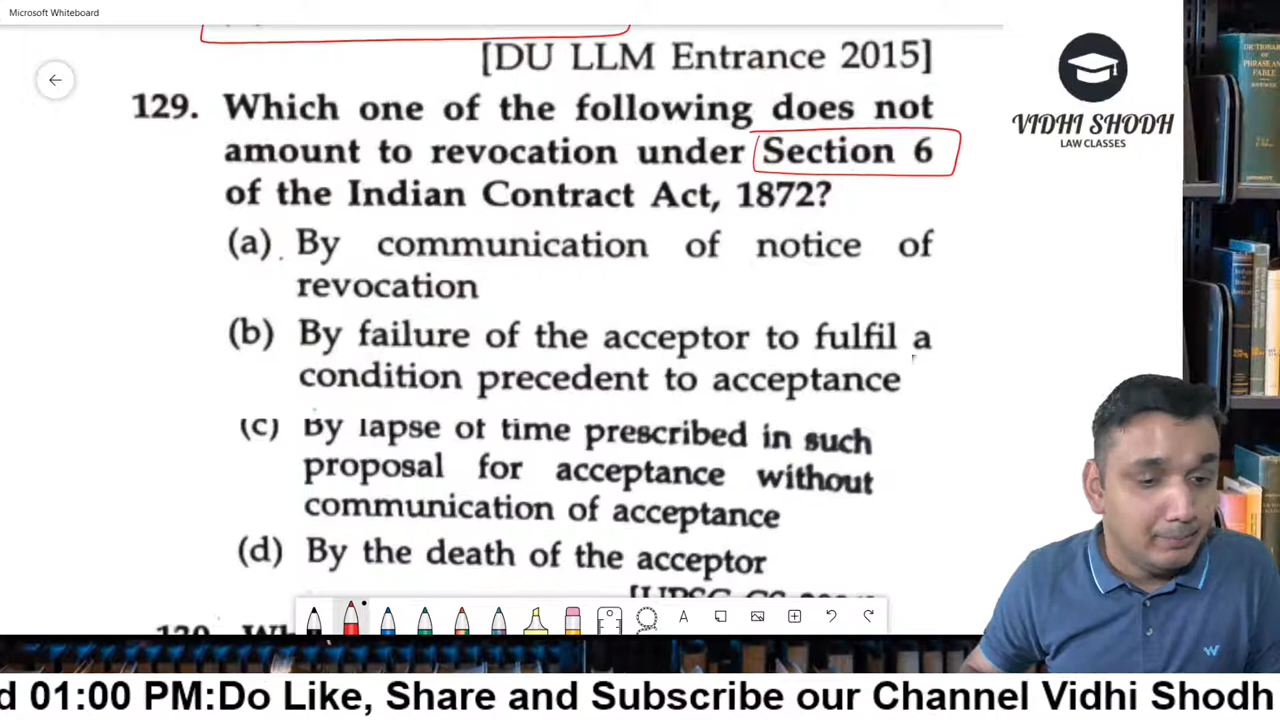 Microsoft Whiteboard
[DU LLM Entrance 2015]
129. Which one of the following does not
amount to revocation under Section 6
of the Indian Contract Act, 1872?
(a) By communication of notice of
revocation
(b) By failure of the acceptor to fulfil a
condition precedent to acceptance
(c) By lapse of time prescribed in such
proposal for acceptance without
communication of acceptance
(d) By the death of the acceptor
VIDHI SHODH
LAW CLASSES
A
d 01:00 PM:Do Like, Share and Subscribe our Channel Vidhi Shodh